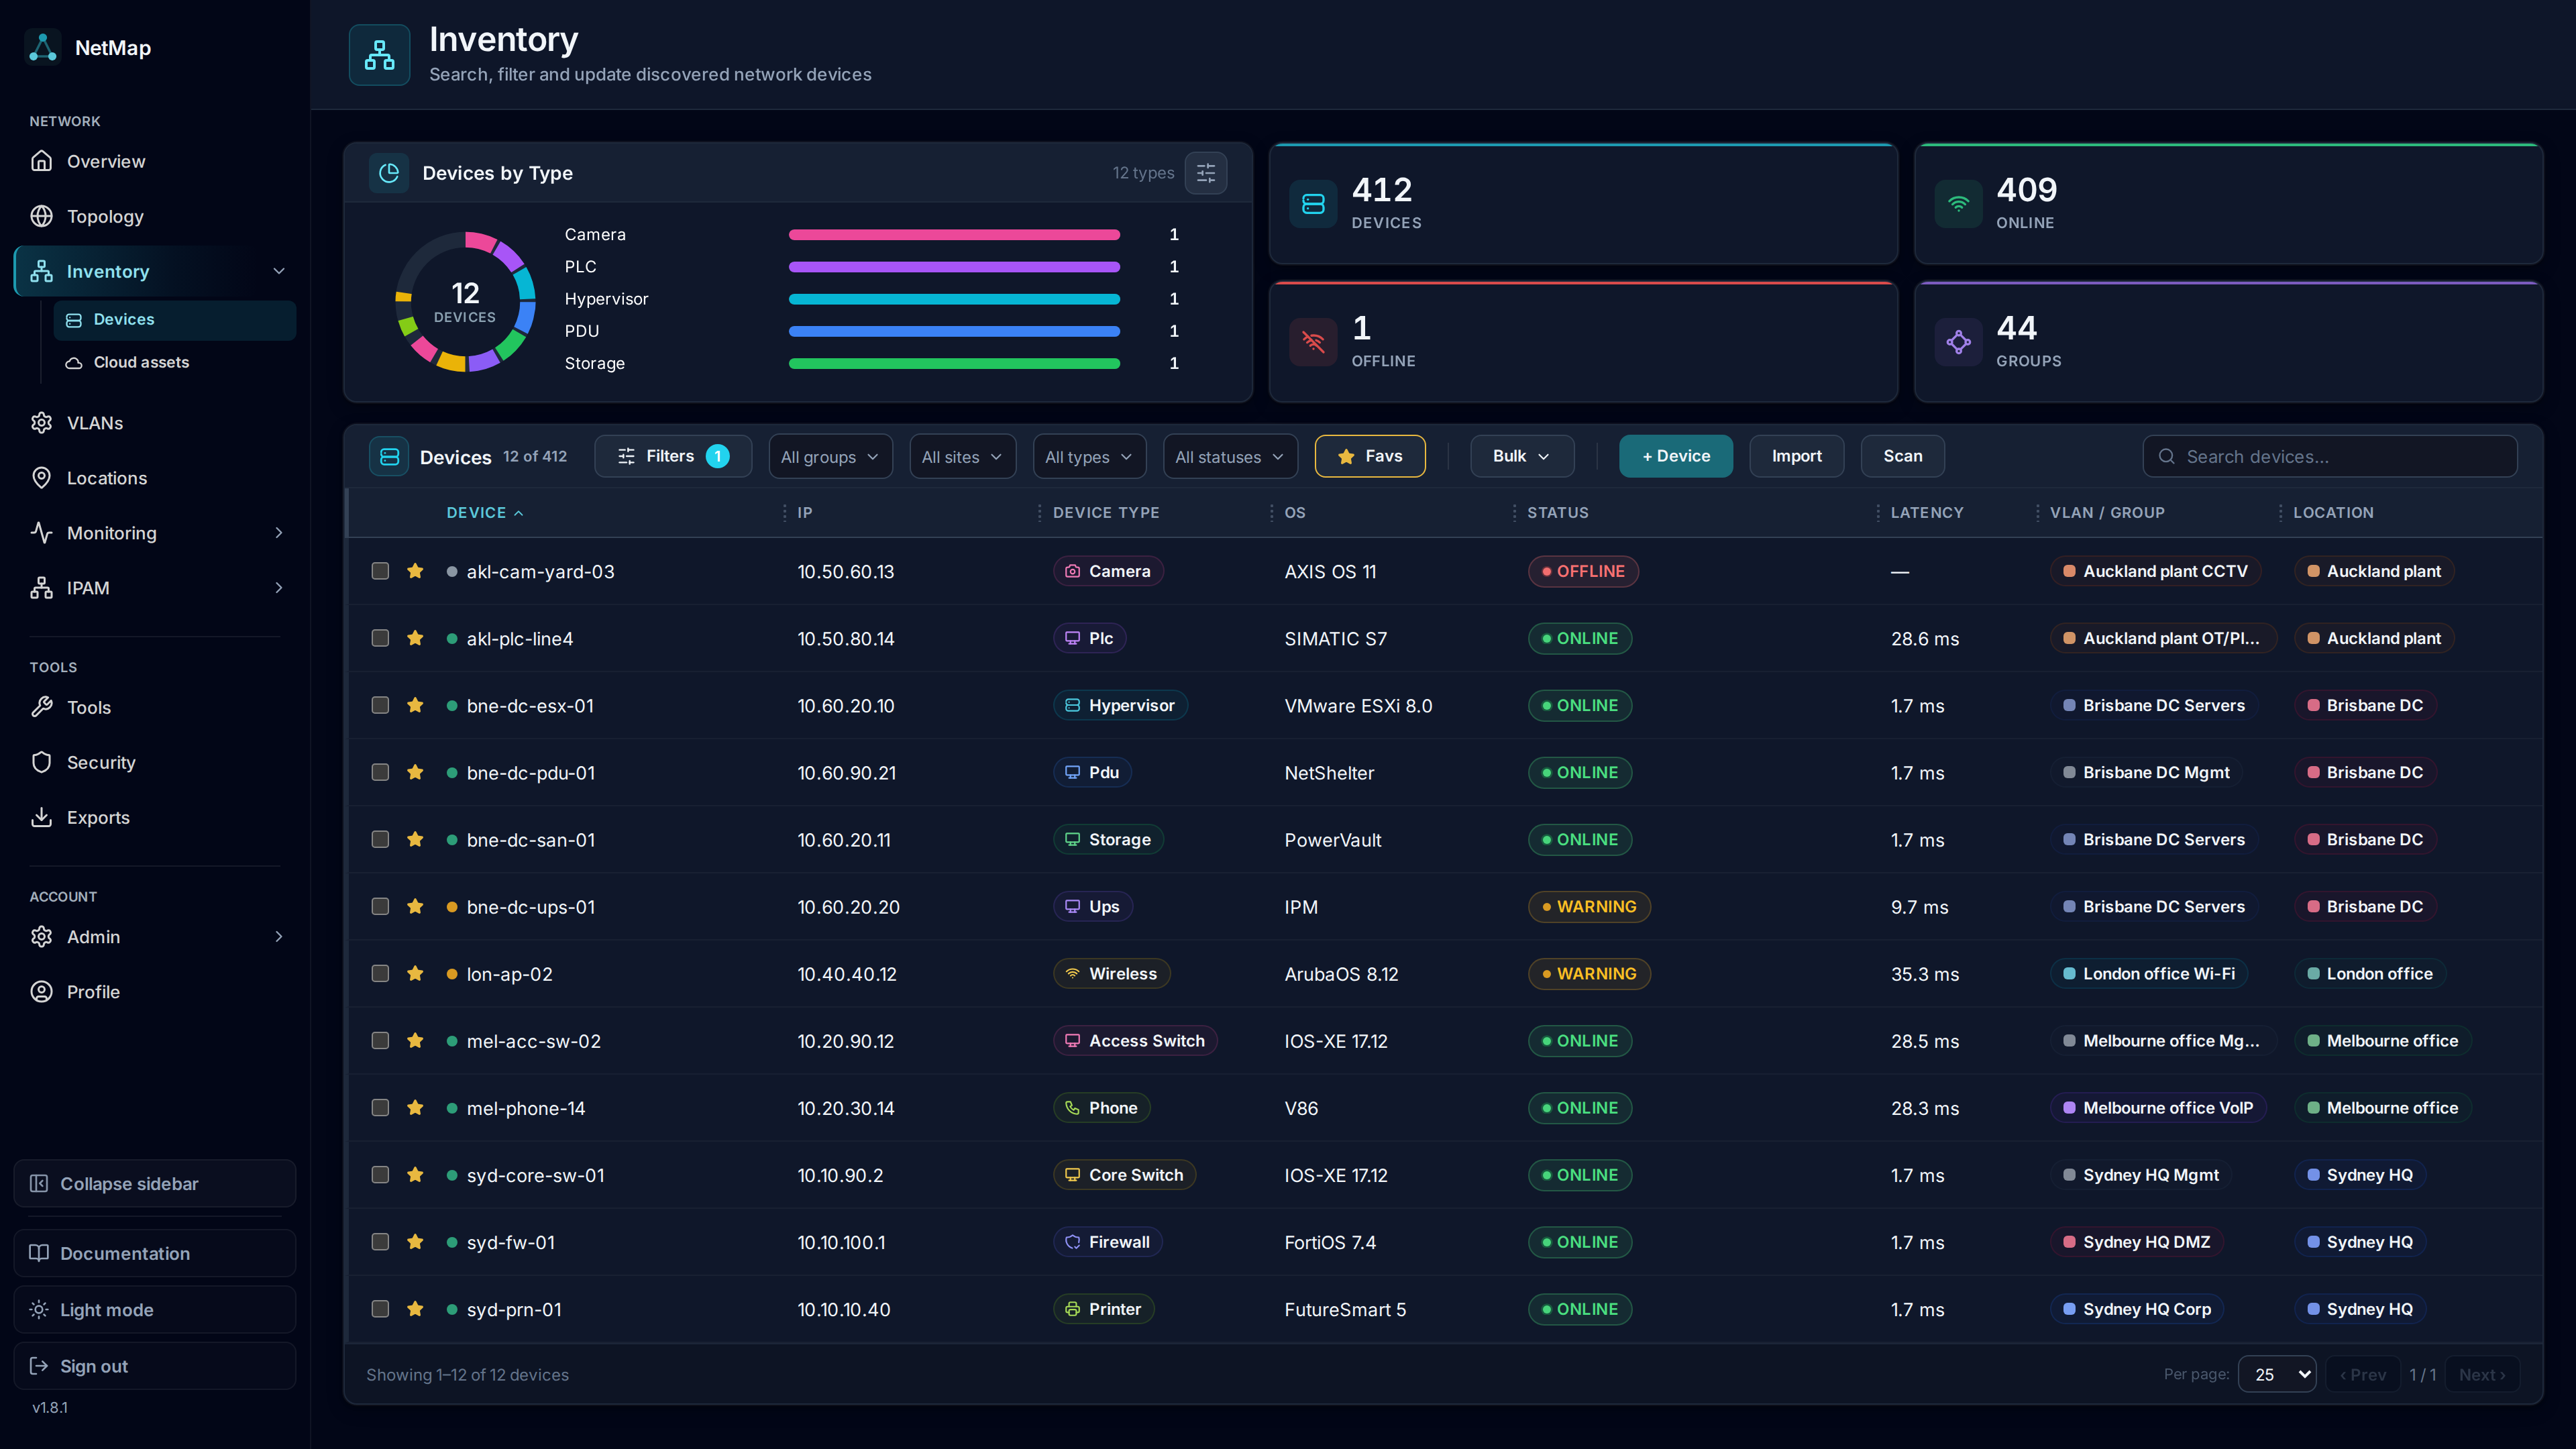 NetMap
NETWORK
Overview
Topology
Inventory
Devices
Cloud assets
VLANs
Locations
Monitoring
IPAM
TOOLS
Tools
Security
Exports
ACCOUNT
Admin
Profile
Collapse sidebar
Documentation
Light mode
Sign out
v1.8.1
Inventory
Search, filter and update discovered network devices
Devices by Type 12 types
12 DEVICES
Camera 1
PLC 1
Hypervisor 1
PDU 1
Storage 1
412
DEVICES
409
ONLINE
1
OFFLINE
44
GROUPS
Devices 12 of 412 Filters 1 All groups All sites All types All statuses Favs Bulk + Device Import Scan Search devices...
DEVICE IP DEVICE TYPE OS STATUS LATENCY VLAN / GROUP LOCATION
akl-cam-yard-03 10.50.60.13 Camera AXIS OS 11 OFFLINE — Auckland plant CCTV Auckland plant
akl-plc-line4 10.50.80.14 Plc SIMATIC S7 ONLINE 28.6 ms Auckland plant OT/Pl... Auckland plant
bne-dc-esx-01 10.60.20.10 Hypervisor VMware ESXi 8.0 ONLINE 1.7 ms Brisbane DC Servers Brisbane DC
bne-dc-pdu-01 10.60.90.21 Pdu NetShelter ONLINE 1.7 ms Brisbane DC Mgmt Brisbane DC
bne-dc-san-01 10.60.20.11 Storage PowerVault ONLINE 1.7 ms Brisbane DC Servers Brisbane DC
bne-dc-ups-01 10.60.20.20 Ups IPM WARNING 9.7 ms Brisbane DC Servers Brisbane DC
lon-ap-02 10.40.40.12 Wireless ArubaOS 8.12 WARNING 35.3 ms London office Wi-Fi London office
mel-acc-sw-02 10.20.90.12 Access Switch IOS-XE 17.12 ONLINE 28.5 ms Melbourne office Mg... Melbourne office
mel-phone-14 10.20.30.14 Phone V86 ONLINE 28.3 ms Melbourne office VoIP Melbourne office
syd-core-sw-01 10.10.90.2 Core Switch IOS-XE 17.12 ONLINE 1.7 ms Sydney HQ Mgmt Sydney HQ
syd-fw-01 10.10.100.1 Firewall FortiOS 7.4 ONLINE 1.7 ms Sydney HQ DMZ Sydney HQ
syd-prn-01 10.10.10.40 Printer FutureSmart 5 ONLINE 1.7 ms Sydney HQ Corp Sydney HQ
Showing 1–12 of 12 devices Per page: 25 ‹ Prev 1 / 1 Next ›